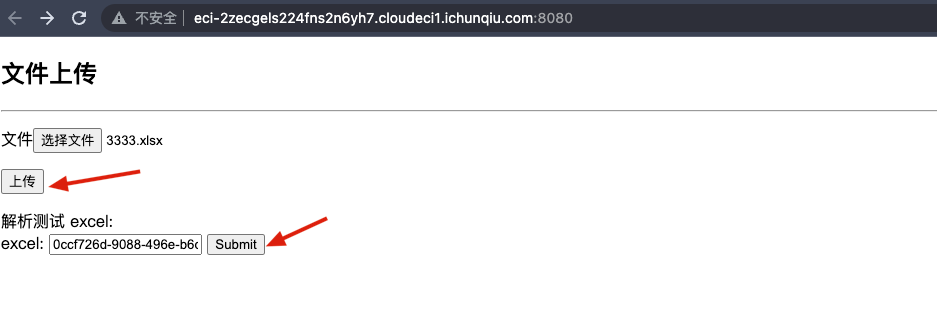 不安全 | eci-2zecgels224fns2n6yh7.cloudeci1.ichunqiu.com:8080
文件上传
文件 选择文件 3333.xlsx
上传
解析测试 excel:
excel: 0ccf726d-9088-496e-b6 Submit